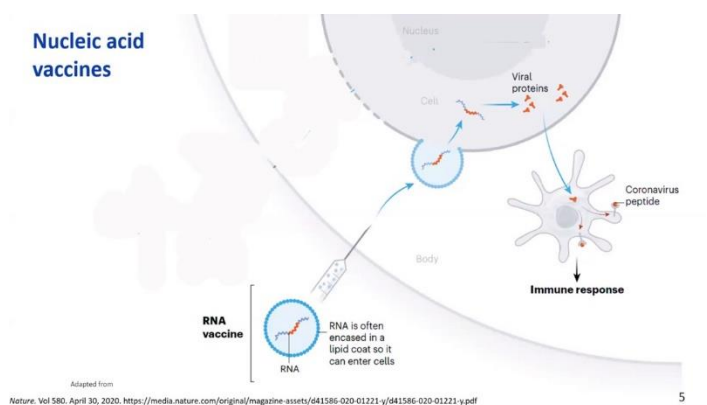 Nucleic acid
vaccines
Nucleus
Viral
proteins
Cell
Coronavirus
peptide
Body
Immune response
RNA
vaccine
RNA is often
encased in a
lipid coat so it
can enter cells
RNA
Adapted from
Nature. Vol 580. April 30, 2020. https://media.nature.com/original/magazine-assets/d41586-020-01221-y/d41586-020-01221-y.pdf
5